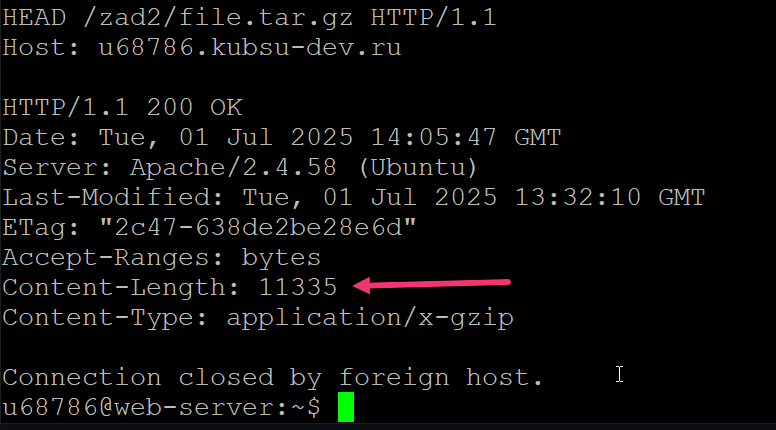 HEAD /zad2/file.tar.gz HTTP/1.1
Host: u68786.kubsu-dev.ru
HTTP/1.1 200 OK
Date: Tue, 01 Jul 2025 14:05:47 GMT
Server: Apache/2.4.58 (Ubuntu)
Last-Modified: Tue, 01 Jul 2025 13:32:10 GMT
ETag: "2c47-638de2be28e6d"
Accept-Ranges: bytes
Content-Length: 11335
Content-Type: application/x-gzip
Connection closed by foreign host.
u68786@web-server:~$